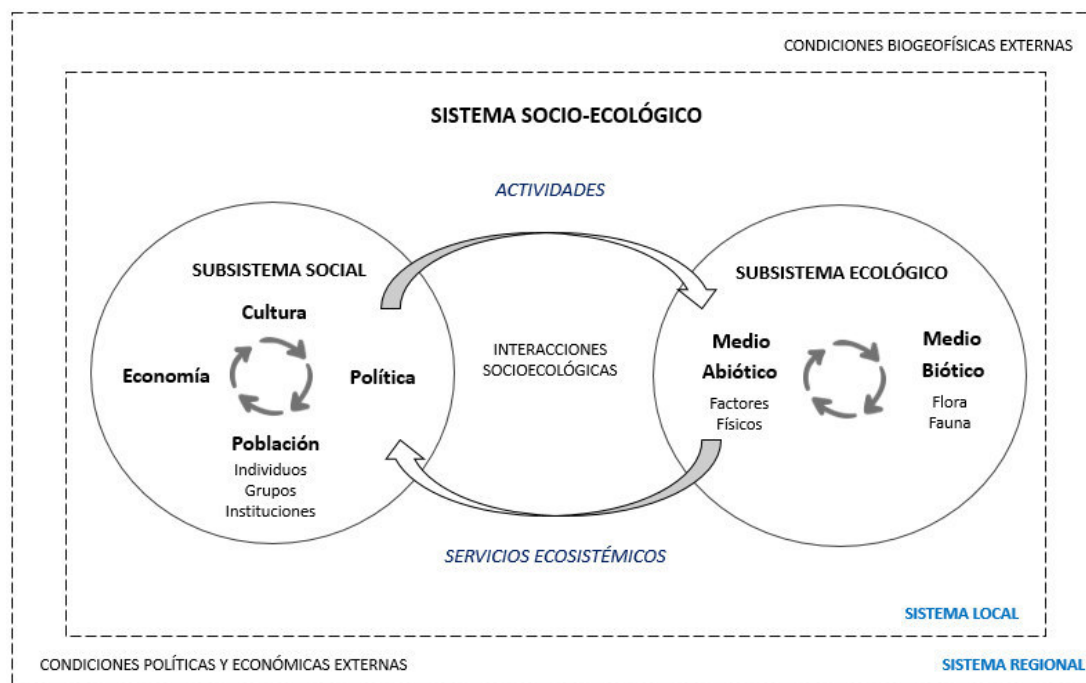 CONDICIONES BIOGEOFÍSICAS EXTERNAS
SISTEMA SOCIO-ECOLÓGICO
ACTIVIDADES
SUBSISTEMA SOCIAL
Cultura
Economía
Política
Población
Individuos
Grupos
Instituciones
INTERACCIONES
SOCIOECOLÓGICAS
SUBSISTEMA ECOLÓGICO
Medio
Abiótico
Factores
Físicos
Medio
Biótico
Flora
Fauna
SERVICIOS ECOSISTÉMICOS
SISTEMA LOCAL
CONDICIONES POLÍTICAS Y ECONÓMICAS EXTERNAS
SISTEMA REGIONAL